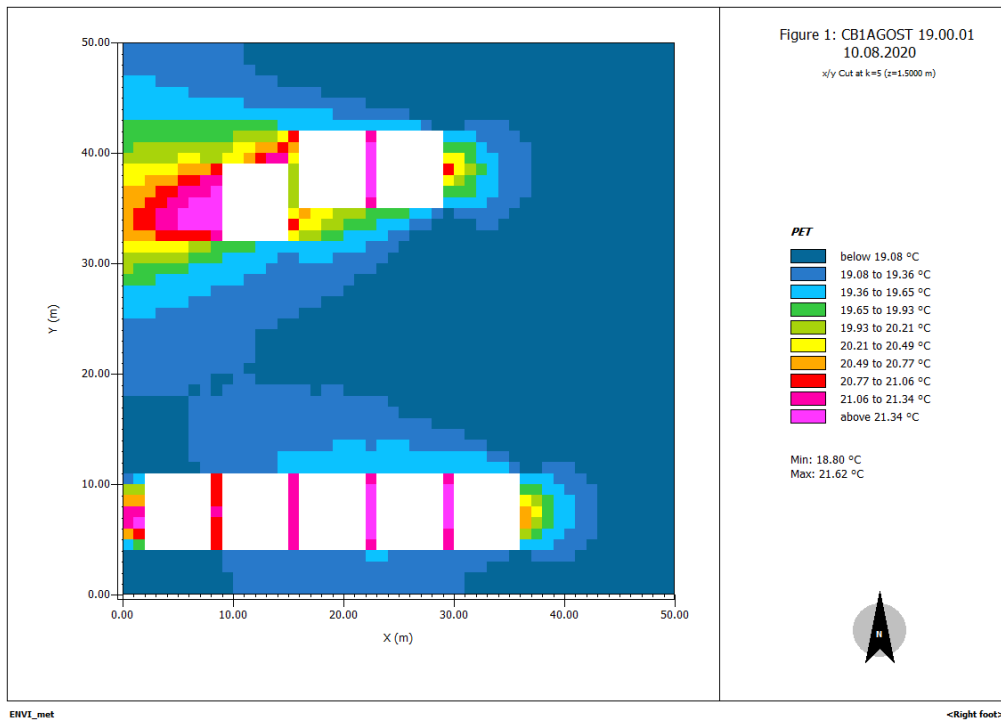 Figure 1: CB1AGOST 19.00.01
10.08.2020
x/y Cut at k=5 (z=1.5000 m)
50.00
40.00
30.00
20.00
10.00
0.00
Y (m)
0.00 10.00 20.00 30.00 40.00 50.00
X (m)
PET
below 19.08 °C
19.08 to 19.36 °C
19.36 to 19.65 °C
19.65 to 19.93 °C
19.93 to 20.21 °C
20.21 to 20.49 °C
20.49 to 20.77 °C
20.77 to 21.06 °C
21.06 to 21.34 °C
above 21.34 °C
Min: 18.80 °C
Max: 21.62 °C
N
ENVI_met
<Right foot>